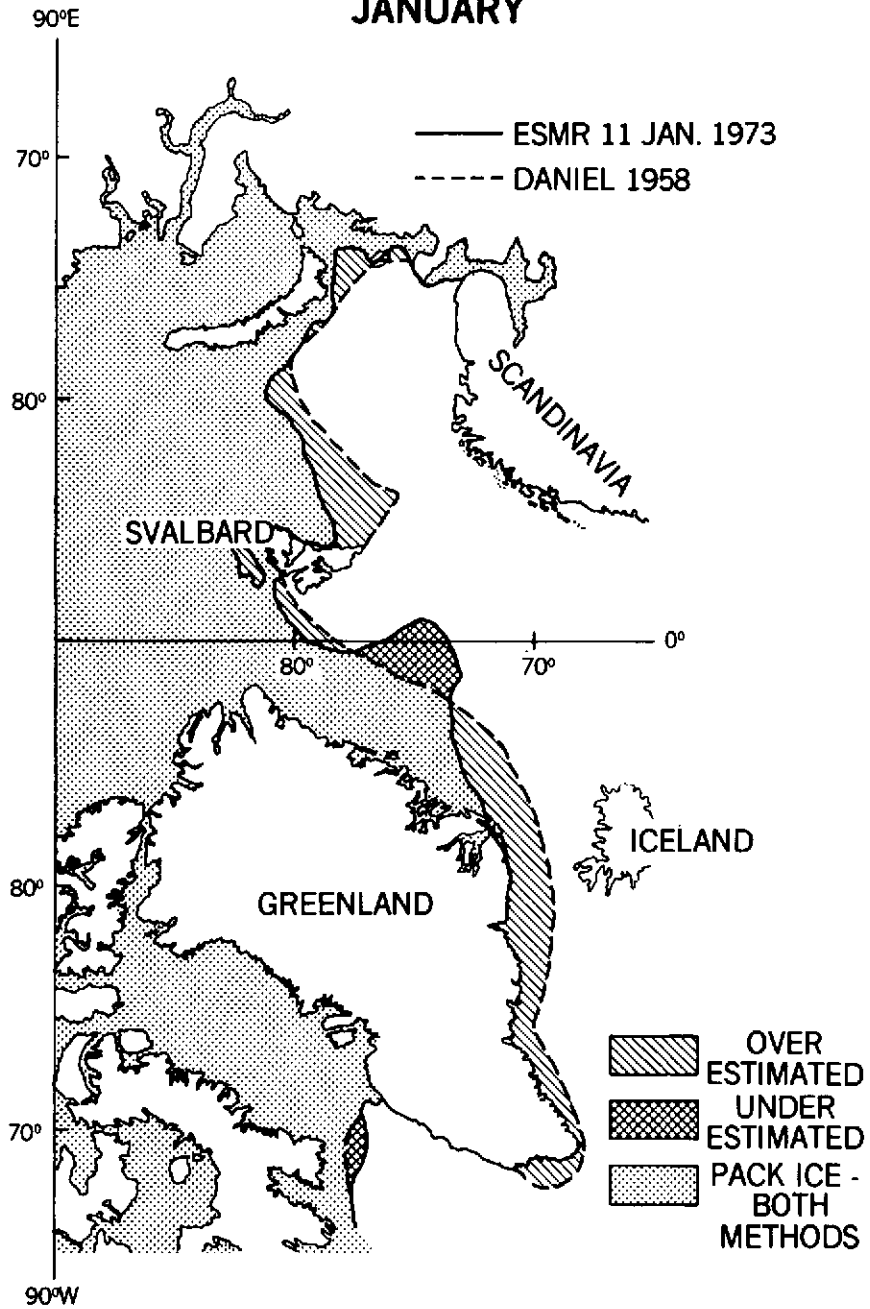 JANUARY
90°E
ESMR 11 JAN. 1973
70°
DANIEL 1958
SCANDINAVIA
80°
SVALBARD
0°
80°
70°
ICELAND
80°
GREENLAND
OVER
ESTIMATED
UNDER
ESTIMATED
70°
PACK ICE -
BOTH
METHODS
90°W